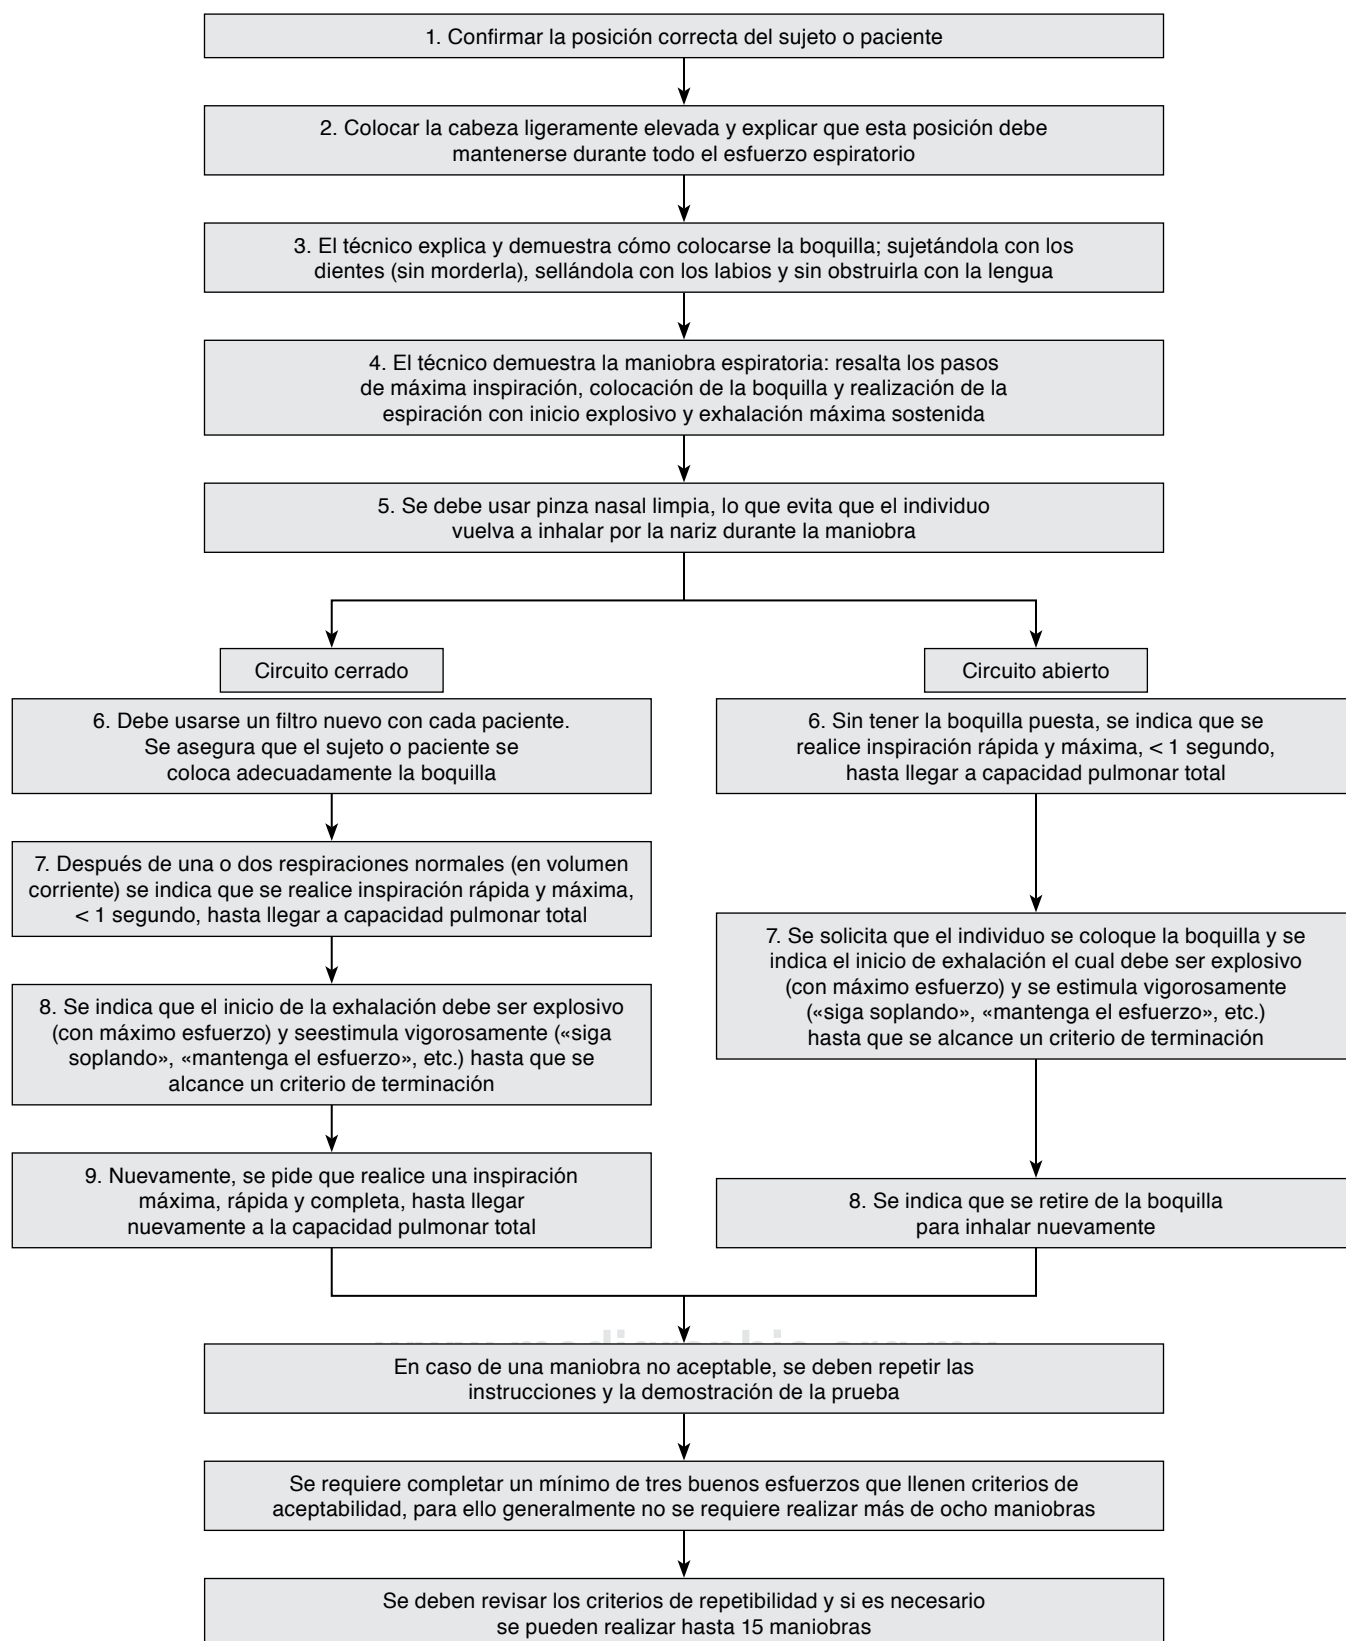 1. Confirmar la posición correcta del sujeto o paciente
2. Colocar la cabeza ligeramente elevada y explicar que esta posición debe
mantenerse durante todo el esfuerzo espiratorio
3. El técnico explica y demuestra cómo colocarse la boquilla; sujetándola con los
dientes (sin morderla), sellándola con los labios y sin obstruirla con la lengua
4. El técnico demuestra la maniobra espiratoria: resalta los pasos
de máxima inspiración, colocación de la boquilla y realización de la
espiración con inicio explosivo y exhalación máxima sostenida
5. Se debe usar pinza nasal limpia, lo que evita que el individuo
vuelva a inhalar por la nariz durante la maniobra
Circuito cerrado
6. Debe usarse un filtro nuevo con cada paciente.
Se asegura que el sujeto o paciente se
coloca adecuadamente la boquilla
7. Después de una o dos respiraciones normales (en volumen
corriente) se indica que se realice inspiración rápida y máxima,
< 1 segundo, hasta llegar a capacidad pulmonar total
8. Se indica que el inicio de la exhalación debe ser explosivo
(con máximo esfuerzo) y seestimula vigorosamente («siga
soplando», «mantenga el esfuerzo», etc.) hasta que se
alcance un criterio de terminación
9. Nuevamente, se pide que realice una inspiración
máxima, rápida y completa, hasta llegar
nuevamente a la capacidad pulmonar total
Circuito abierto
6. Sin tener la boquilla puesta, se indica que se
realice inspiración rápida y máxima, < 1 segundo,
hasta llegar a capacidad pulmonar total
7. Se solicita que el individuo se coloque la boquilla y se
indica el inicio de exhalación el cual debe ser explosivo
(con máximo esfuerzo) y se estimula vigorosamente
(«siga soplando», «mantenga el esfuerzo», etc.)
hasta que se alcance un criterio de terminación
8. Se indica que se retire de la boquilla
para inhalar nuevamente
En caso de una maniobra no aceptable, se deben repetir las
instrucciones y la demostración de la prueba
Se requiere completar un mínimo de tres buenos esfuerzos que llenen criterios de
aceptabilidad, para ello generalmente no se requiere realizar más de ocho maniobras
Se deben revisar los criterios de repetibilidad y si es necesario
se pueden realizar hasta 15 maniobras